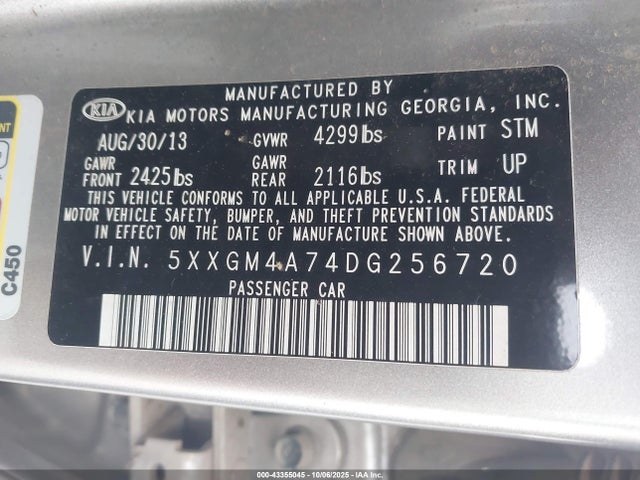 MANUFACTURED BY
KIA KIA MOTORS MANUFACTURING GEORGIA, INC.
AUG/30/13 GVWR 4299lbs PAINT STM
GAWR FRONT 2425lbs GAWR REAR 2116lbs TRIM UP
THIS VEHICLE CONFORMS TO ALL APPLICABLE U.S.A. FEDERAL
MOTOR VEHICLE SAFETY, BUMPER, AND THEFT PREVENTION STANDARDS
IN EFFECT ON THE DATE OF MANUFACTURE SHOWN ABOVE.
V.I.N. 5XXGM4A74DG256720
PASSENGER CAR
C450
000-43355045 - 10/06/2025 - IAA Inc.